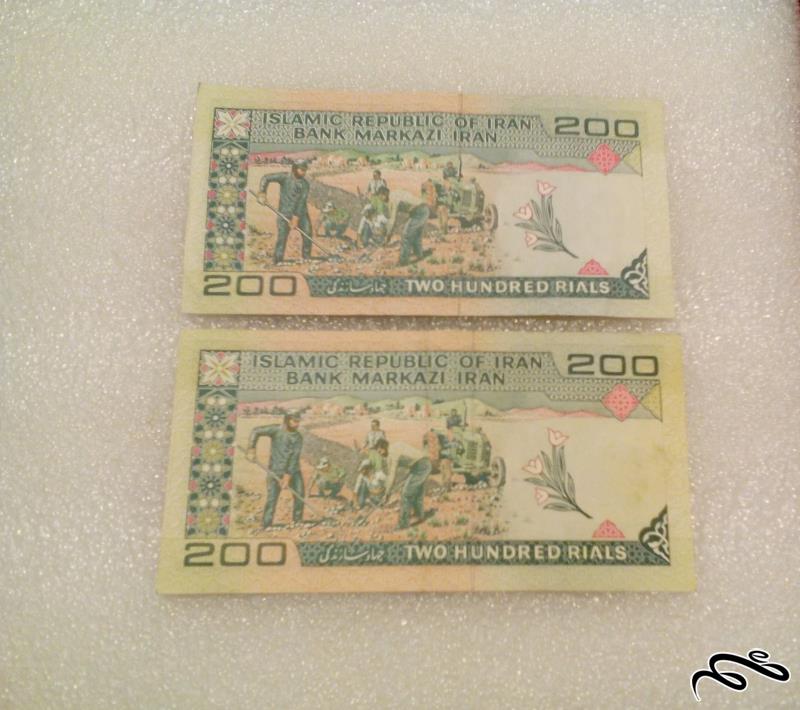 ISLAMIC REPUBLIC OF IRAN
BANK MARKAZI IRAN
200
200
جهاد سازندگی
TWO HUNDRED RIALS
ISLAMIC REPUBLIC OF IRAN
BANK MARKAZI IRAN
200
200
جهاد سازندگی
TWO HUNDRED RIALS